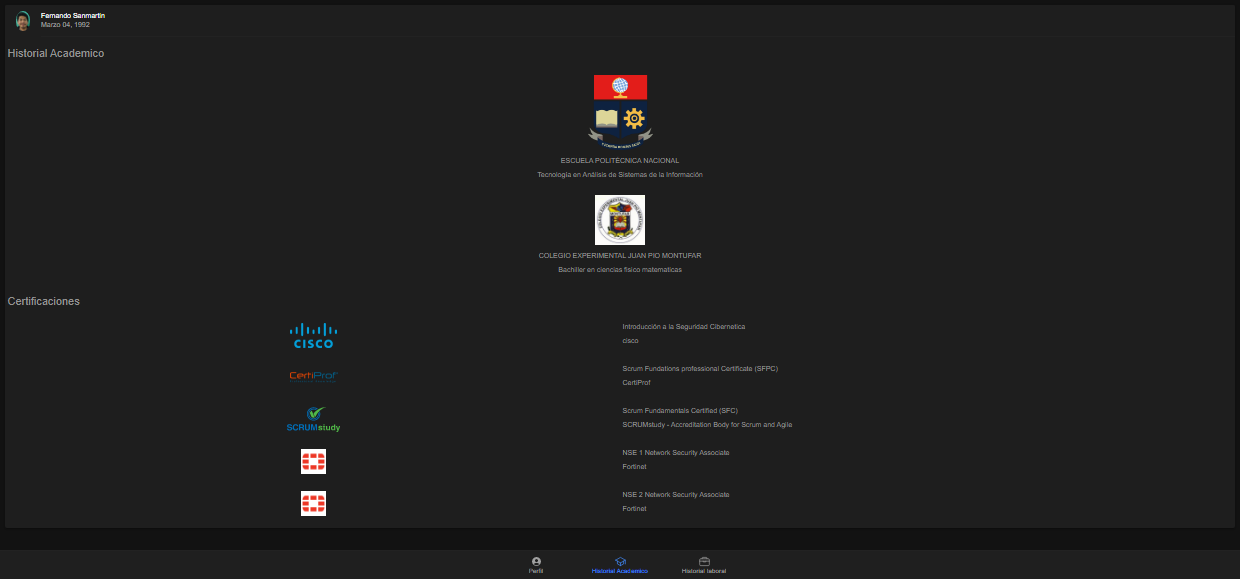 Fernando Sanmartin
Marzo 04, 1992
Historial Academico
ESCUELA POLITÉCNICA NACIONAL
Tecnología en Análisis de Sistemas de la Información
COLEGIO EXPERIMENTAL JUAN PIO MONTUFAR
Bachiller en ciencias fisico matematicas
Certificaciones
CISCO
Introducción a la Seguridad Cibernetica
cisco
CertiProf
Scrum Fundations professional Certificate (SFPC)
CertiProf
SCRUMstudy
Scrum Fundamentals Certified (SFC)
SCRUMstudy - Accreditation Body for Scrum and Agile
NSE 1 Network Security Associate
Fortinet
NSE 2 Network Security Associate
Fortinet
Perfil
Historial Academico
Historial laboral